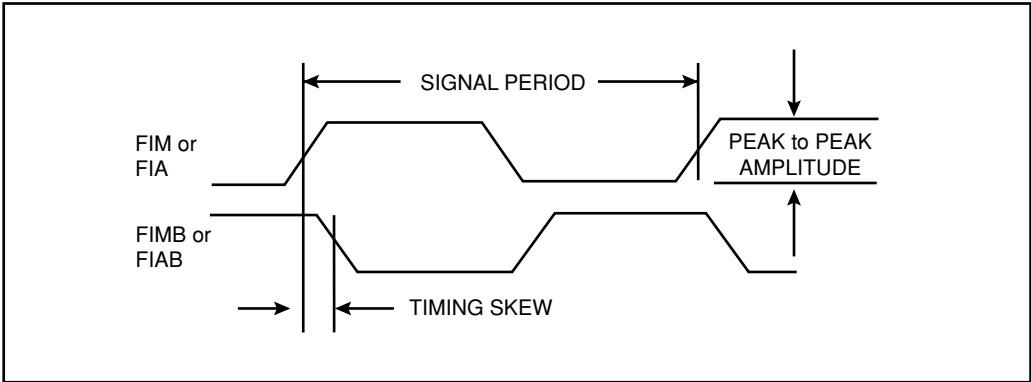 SIGNAL PERIOD
FIM or
FIA
PEAK to PEAK
AMPLITUDE
FIMB or
FIAB
TIMING SKEW